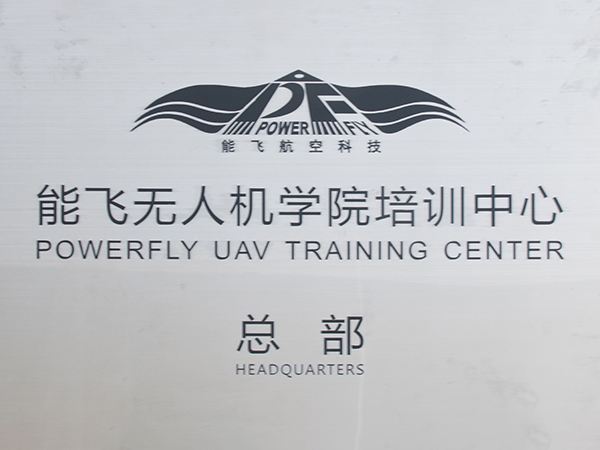 PF
POWER FLY
能飞航空科技
能飞无人机学院培训中心
POWERFLY UAV TRAINING CENTER
总部
HEADQUARTERS